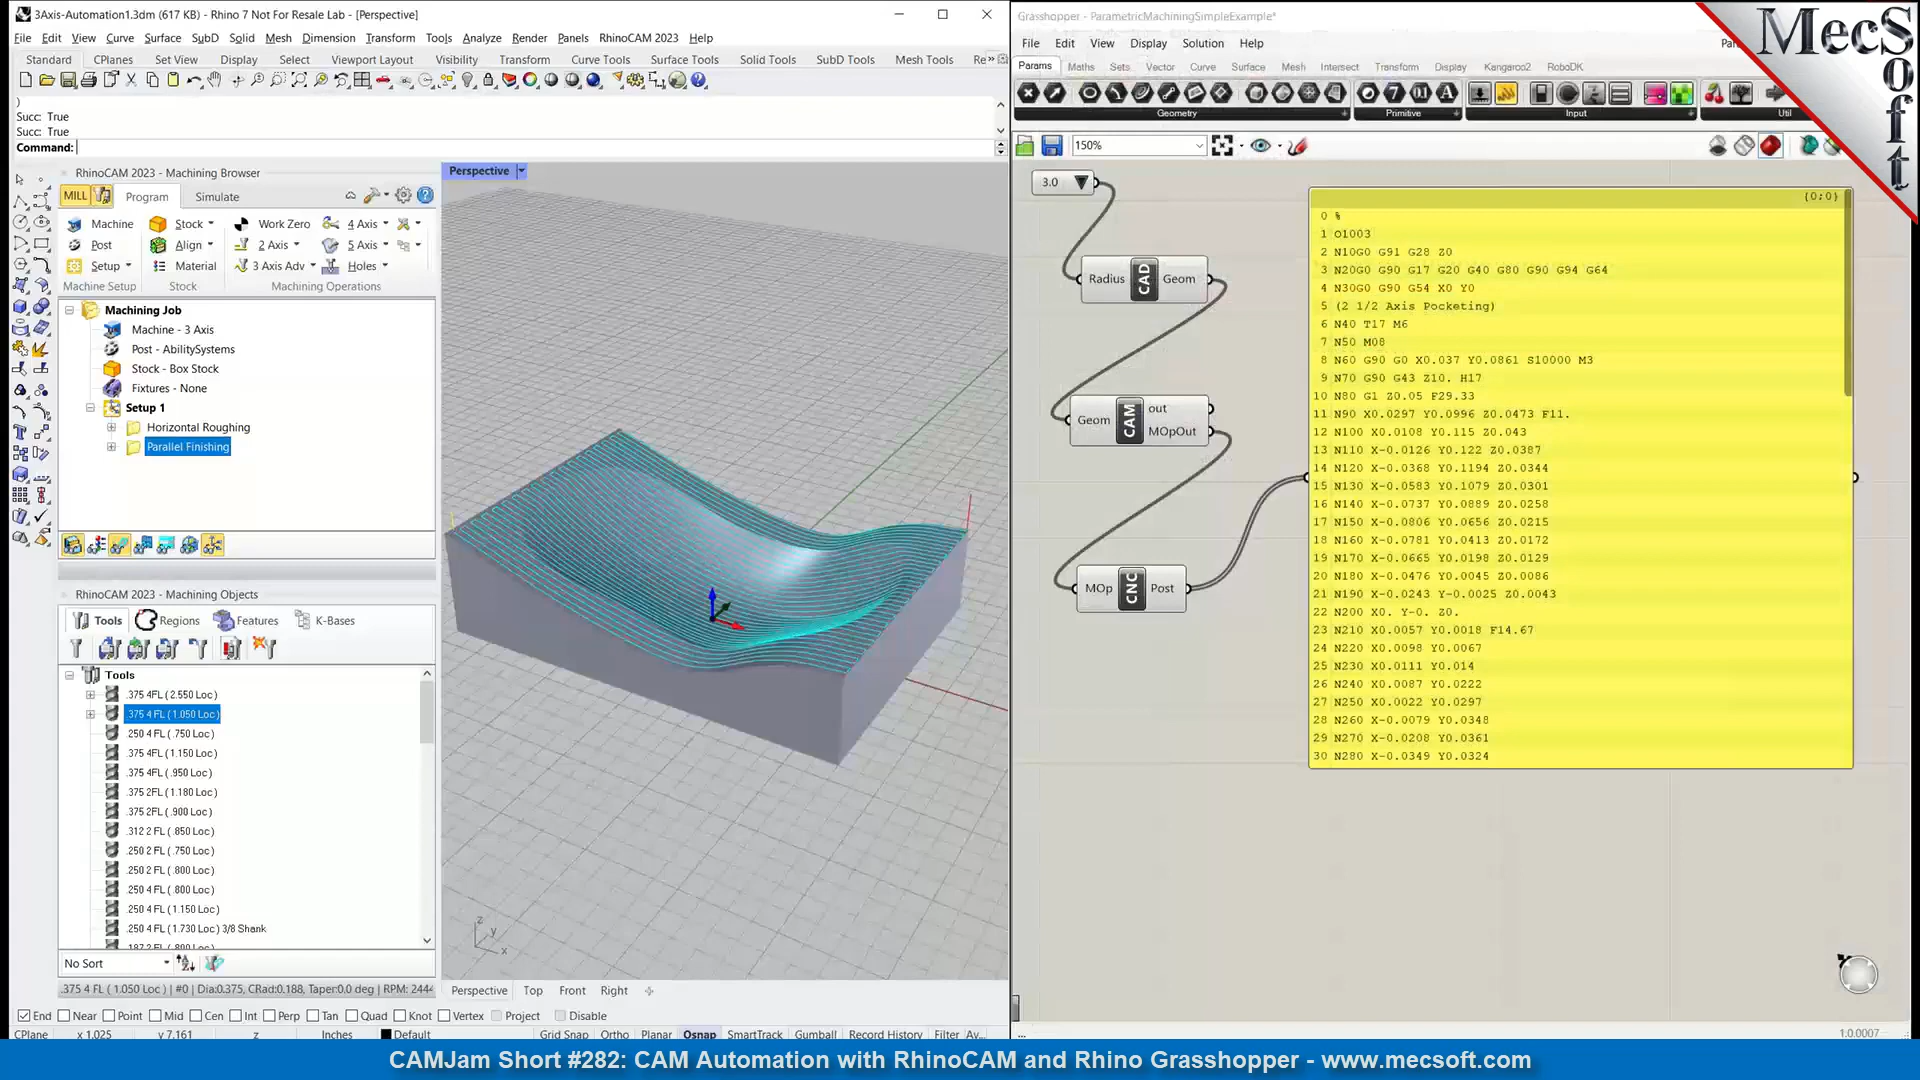 3Axis-Automation1.3dm (617 KB) - Rhino 7 Not For Resale Lab - [Perspective]
File Edit View Curve Surface SubD Solid Mesh Dimension Transform Tools Analyze Render Panels RhinoCAM 2023 Help
Standard CPlanes Set View Display Select Viewport Layout Visibility Transform Curve Tools Surface Tools Solid Tools SubD Tools Mesh Tools Re
)
Succ: True
Succ: True
Command:
RhinoCAM 2023 - Machining Browser
MILL Program Simulate
Machine Stock Work Zero 4 Axis
Post Align 2 Axis 5 Axis
Setup Material 3 Axis Adv Holes
Machine Setup Stock Machining Operations
Machining Job
Machine - 3 Axis
Post - AbilitySystems
Stock - Box Stock
Fixtures - None
Setup 1
Horizontal Roughing
Parallel Finishing
RhinoCAM 2023 - Machining Objects
Tools Regions Features K-Bases
Tools
.375 4FL ( 2.550 Loc )
.375 4 FL ( 1.050 Loc )
.250 4 FL ( .750 Loc )
.375 4FL ( 1.150 Loc )
.375 4FL ( .950 Loc )
.375 2FL ( 1.180 Loc )
.375 2FL ( .900 Loc )
.312 2 FL ( .850 Loc )
.250 2 FL ( .750 Loc )
.250 2 FL ( .800 Loc )
.250 4 FL ( .800 Loc )
.250 4 FL ( 1.150 Loc )
.250 4 FL ( 1.730 Loc ) 3/8 Shank
.187 2 FL ( .800 Loc )
No Sort
.375 4 FL ( 1.050 Loc ) | #0 | Dia:0.375, CRad:0.188, Taper:0.0 deg | RPM: 2444
Perspective
z
y
x
Perspective Top Front Right
End Near Point Mid Cen Int Perp Tan Quad Knot Vertex Project Disable
CPlane x 1.025 y 7.161 z Inches Default Grid Snap Ortho Planar Osnap SmartTrack Gumball Record History Filter Av...
Grasshopper - ParametricMachiningSimpleExample*
File Edit View Display Solution Help
Params Maths Sets Vector Curve Surface Mesh Intersect Transform Display Kangaroo2 RoboDK
Geometry Primitive Input Util
150%
3.0
Radius CAD Geom
Geom CAM out
MOpOut
MOp CNC Post
{0;0}
0 %
1 O1003
2 N10G0 G91 G28 Z0
3 N20G0 G90 G17 G20 G40 G80 G90 G94 G64
4 N30G0 G90 G54 X0 Y0
5 (2 1/2 Axis Pocketing)
6 N40 T17 M6
7 N50 M08
8 N60 G90 G0 X0.037 Y0.0861 S10000 M3
9 N70 G90 G43 Z10. H17
10 N80 G1 Z0.05 F29.33
11 N90 X0.0297 Y0.0996 Z0.0473 F11.
12 N100 X0.0108 Y0.115 Z0.043
13 N110 X-0.0126 Y0.122 Z0.0387
14 N120 X-0.0368 Y0.1194 Z0.0344
15 N130 X-0.0583 Y0.1079 Z0.0301
16 N140 X-0.0737 Y0.0889 Z0.0258
17 N150 X-0.0806 Y0.0656 Z0.0215
18 N160 X-0.0781 Y0.0413 Z0.0172
19 N170 X-0.0665 Y0.0198 Z0.0129
20 N180 X-0.0476 Y0.0045 Z0.0086
21 N190 X-0.0243 Y-0.0025 Z0.0043
22 N200 X0. Y-0. Z0.
23 N210 X0.0057 Y0.0018 F14.67
24 N220 X0.0098 Y0.0067
25 N230 X0.0111 Y0.014
26 N240 X0.0087 Y0.0222
27 N250 X0.0022 Y0.0297
28 N260 X-0.0079 Y0.0348
29 N270 X-0.0208 Y0.0361
30 N280 X-0.0349 Y0.0324
MecSoft
1.0.0007
CAMJam Short #282: CAM Automation with RhinoCAM and Rhino Grasshopper - www.mecsoft.com